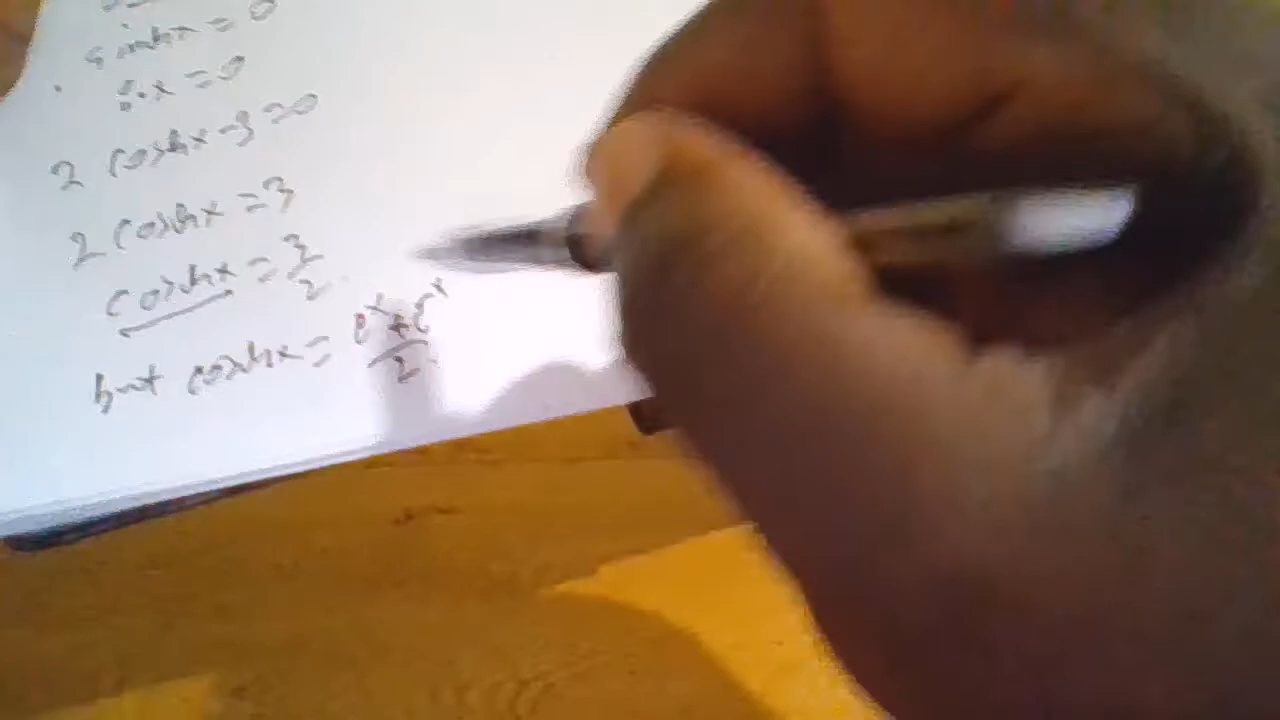 sinhx = 0
x = 0
2 coshx - 3 = 0
2 coshx = 3
coshx = 3/2
but coshx = (e^x + e^x)/2